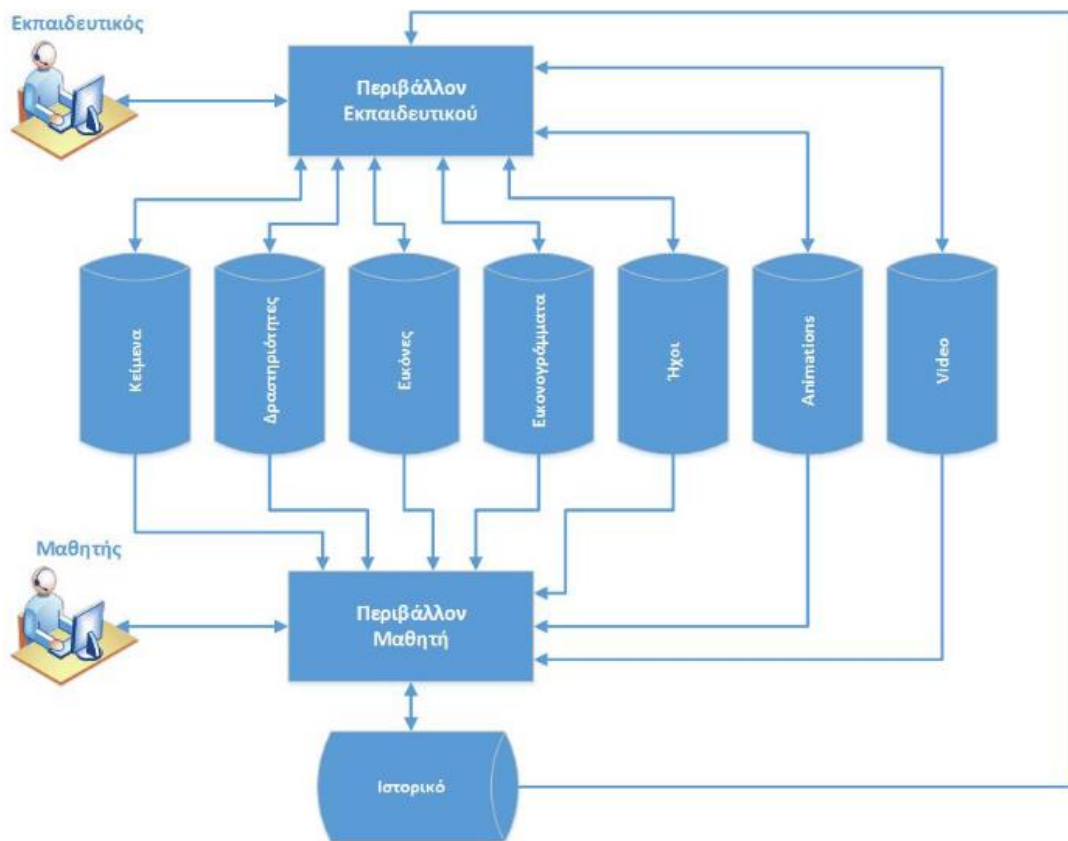 Εκπαιδευτικός
Περιβάλλον
Εκπαιδευτικού
Κείμενα
Δραστηριότητες
Εικόνες
Εικονογράμματα
Ήχοι
Animations
Video
Μαθητής
Περιβάλλον
Μαθητή
Ιστορικό